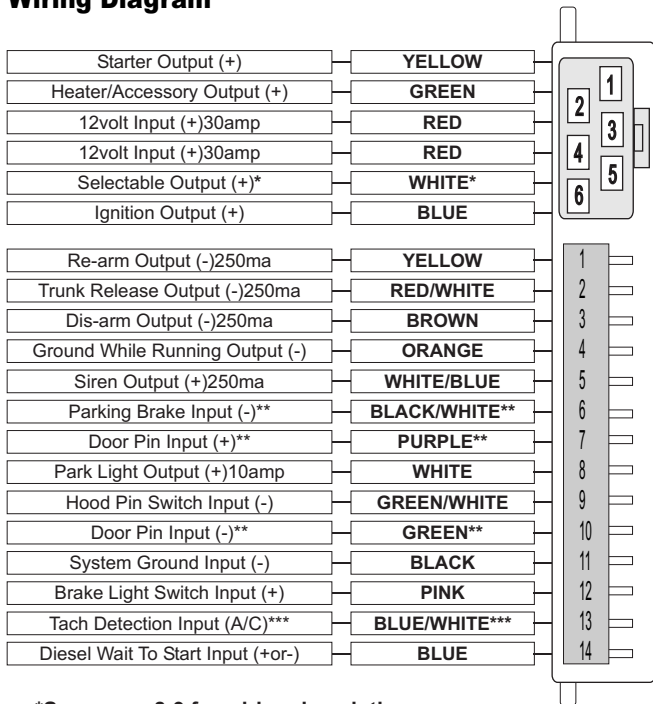 Wiring Diagram
Starter Output (+) YELLOW
Heater/Accessory Output (+) GREEN
12volt Input (+)30amp RED
12volt Input (+)30amp RED
Selectable Output (+)* WHITE*
Ignition Output (+) BLUE
1
2
3
4
5
6
Re-arm Output (-)250ma YELLOW 1
Trunk Release Output (-)250ma RED/WHITE 2
Dis-arm Output (-)250ma BROWN 3
Ground While Running Output (-) ORANGE 4
Siren Output (+)250ma WHITE/BLUE 5
Parking Brake Input (-)** BLACK/WHITE** 6
Door Pin Input (+)** PURPLE** 7
Park Light Output (+)10amp WHITE 8
Hood Pin Switch Input (-) GREEN/WHITE 9
Door Pin Input (-)** GREEN** 10
System Ground Input (-) BLACK 11
Brake Light Switch Input (+) PINK 12
Tach Detection Input (A/C)*** BLUE/WHITE*** 13
Diesel Wait To Start Input (+or-) BLUE 14